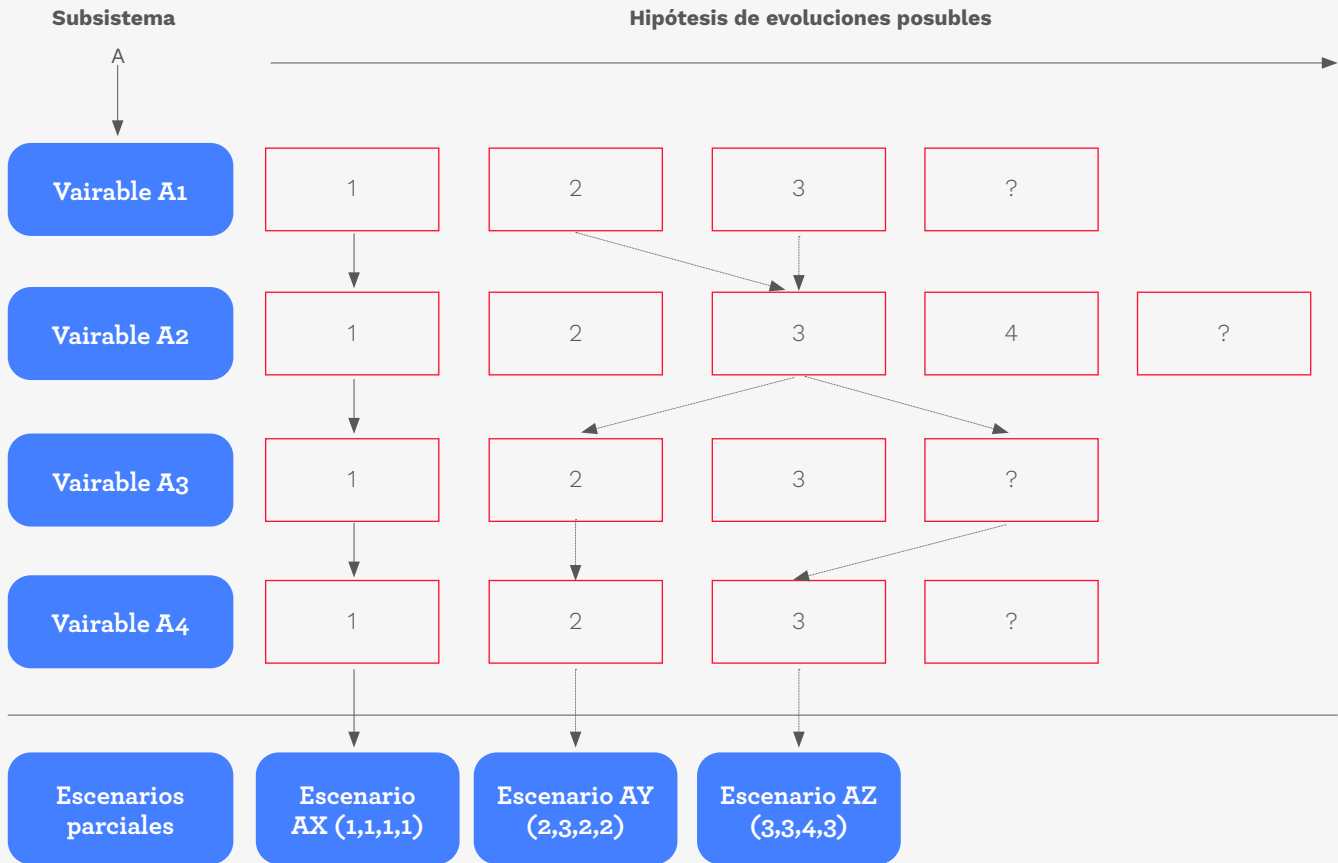 Subsistema
Hipótesis de evoluciones posubles
A
Vairable A1
1
2
3
?
Vairable A2
1
2
3
4
?
Vairable A3
1
2
3
?
Vairable A4
1
2
3
?
Escenarios
parciales
Escenario
AX (1,1,1,1)
Escenario AY
(2,3,2,2)
Escenario AZ
(3,3,4,3)